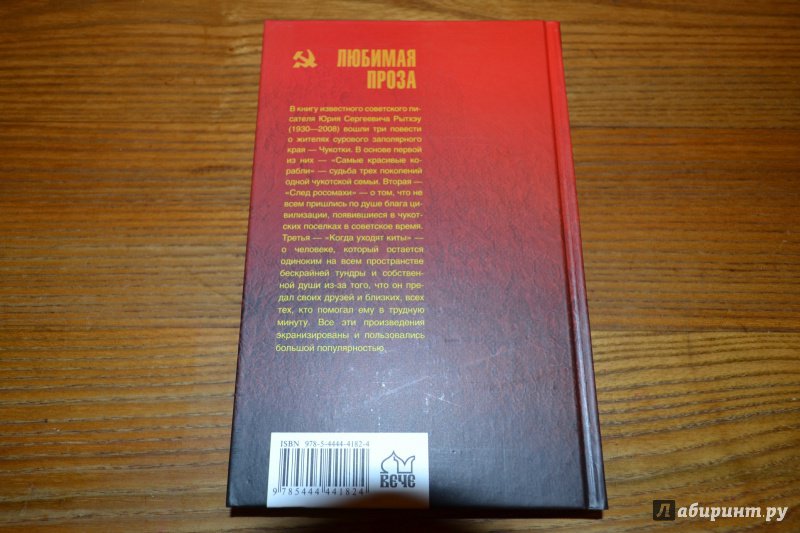 ЛЮБИМАЯ
ПРОЗА
В книгу известного советского пи-
сателя Юрия Сергеевича Рытхэу
(1930—2008) вошли три повести
о жителях сурового заполярного
края — Чукотки. В основе первой
из них — «Самые красивые ко-
рабли» — судьба трех поколений
одной чукотской семьи. Вторая —
«След росомахи» — о том, что не
всем пришлись по душе блага ци-
вилизации, появившиеся в чукот-
ских поселках в советское время.
Третья — «Когда уходят киты» —
о человеке, который остается
одиноким на всем пространстве
бескрайней тундры и собствен-
ной души из-за того, что он пре-
дал своих друзей и близких, всех
тех, кто помогал ему в трудную
минуту. Все эти произведения
экранизированы и пользовались
большой популярностью.
ISBN 978-5-4444-4182-4
9 785444 441824
ВЕЧЕ
Лабиринт.ру